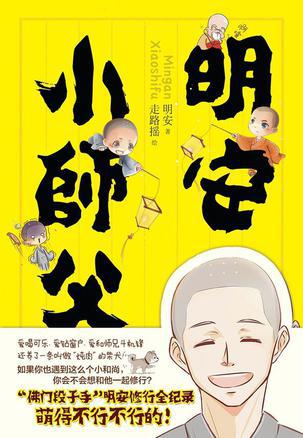 明安
小師父
Mingan
Xiaoshifu
明安 著
走路摇 绘
爱喝可乐、爱钻窗户、爱和师兄斗机锋
还养了一条叫做“炖肉”的柴犬
如果你也遇到这么个小和尚，
你会不会想和他一起修行？
“佛门段子手”明安修行全纪录
萌得不行不行的！